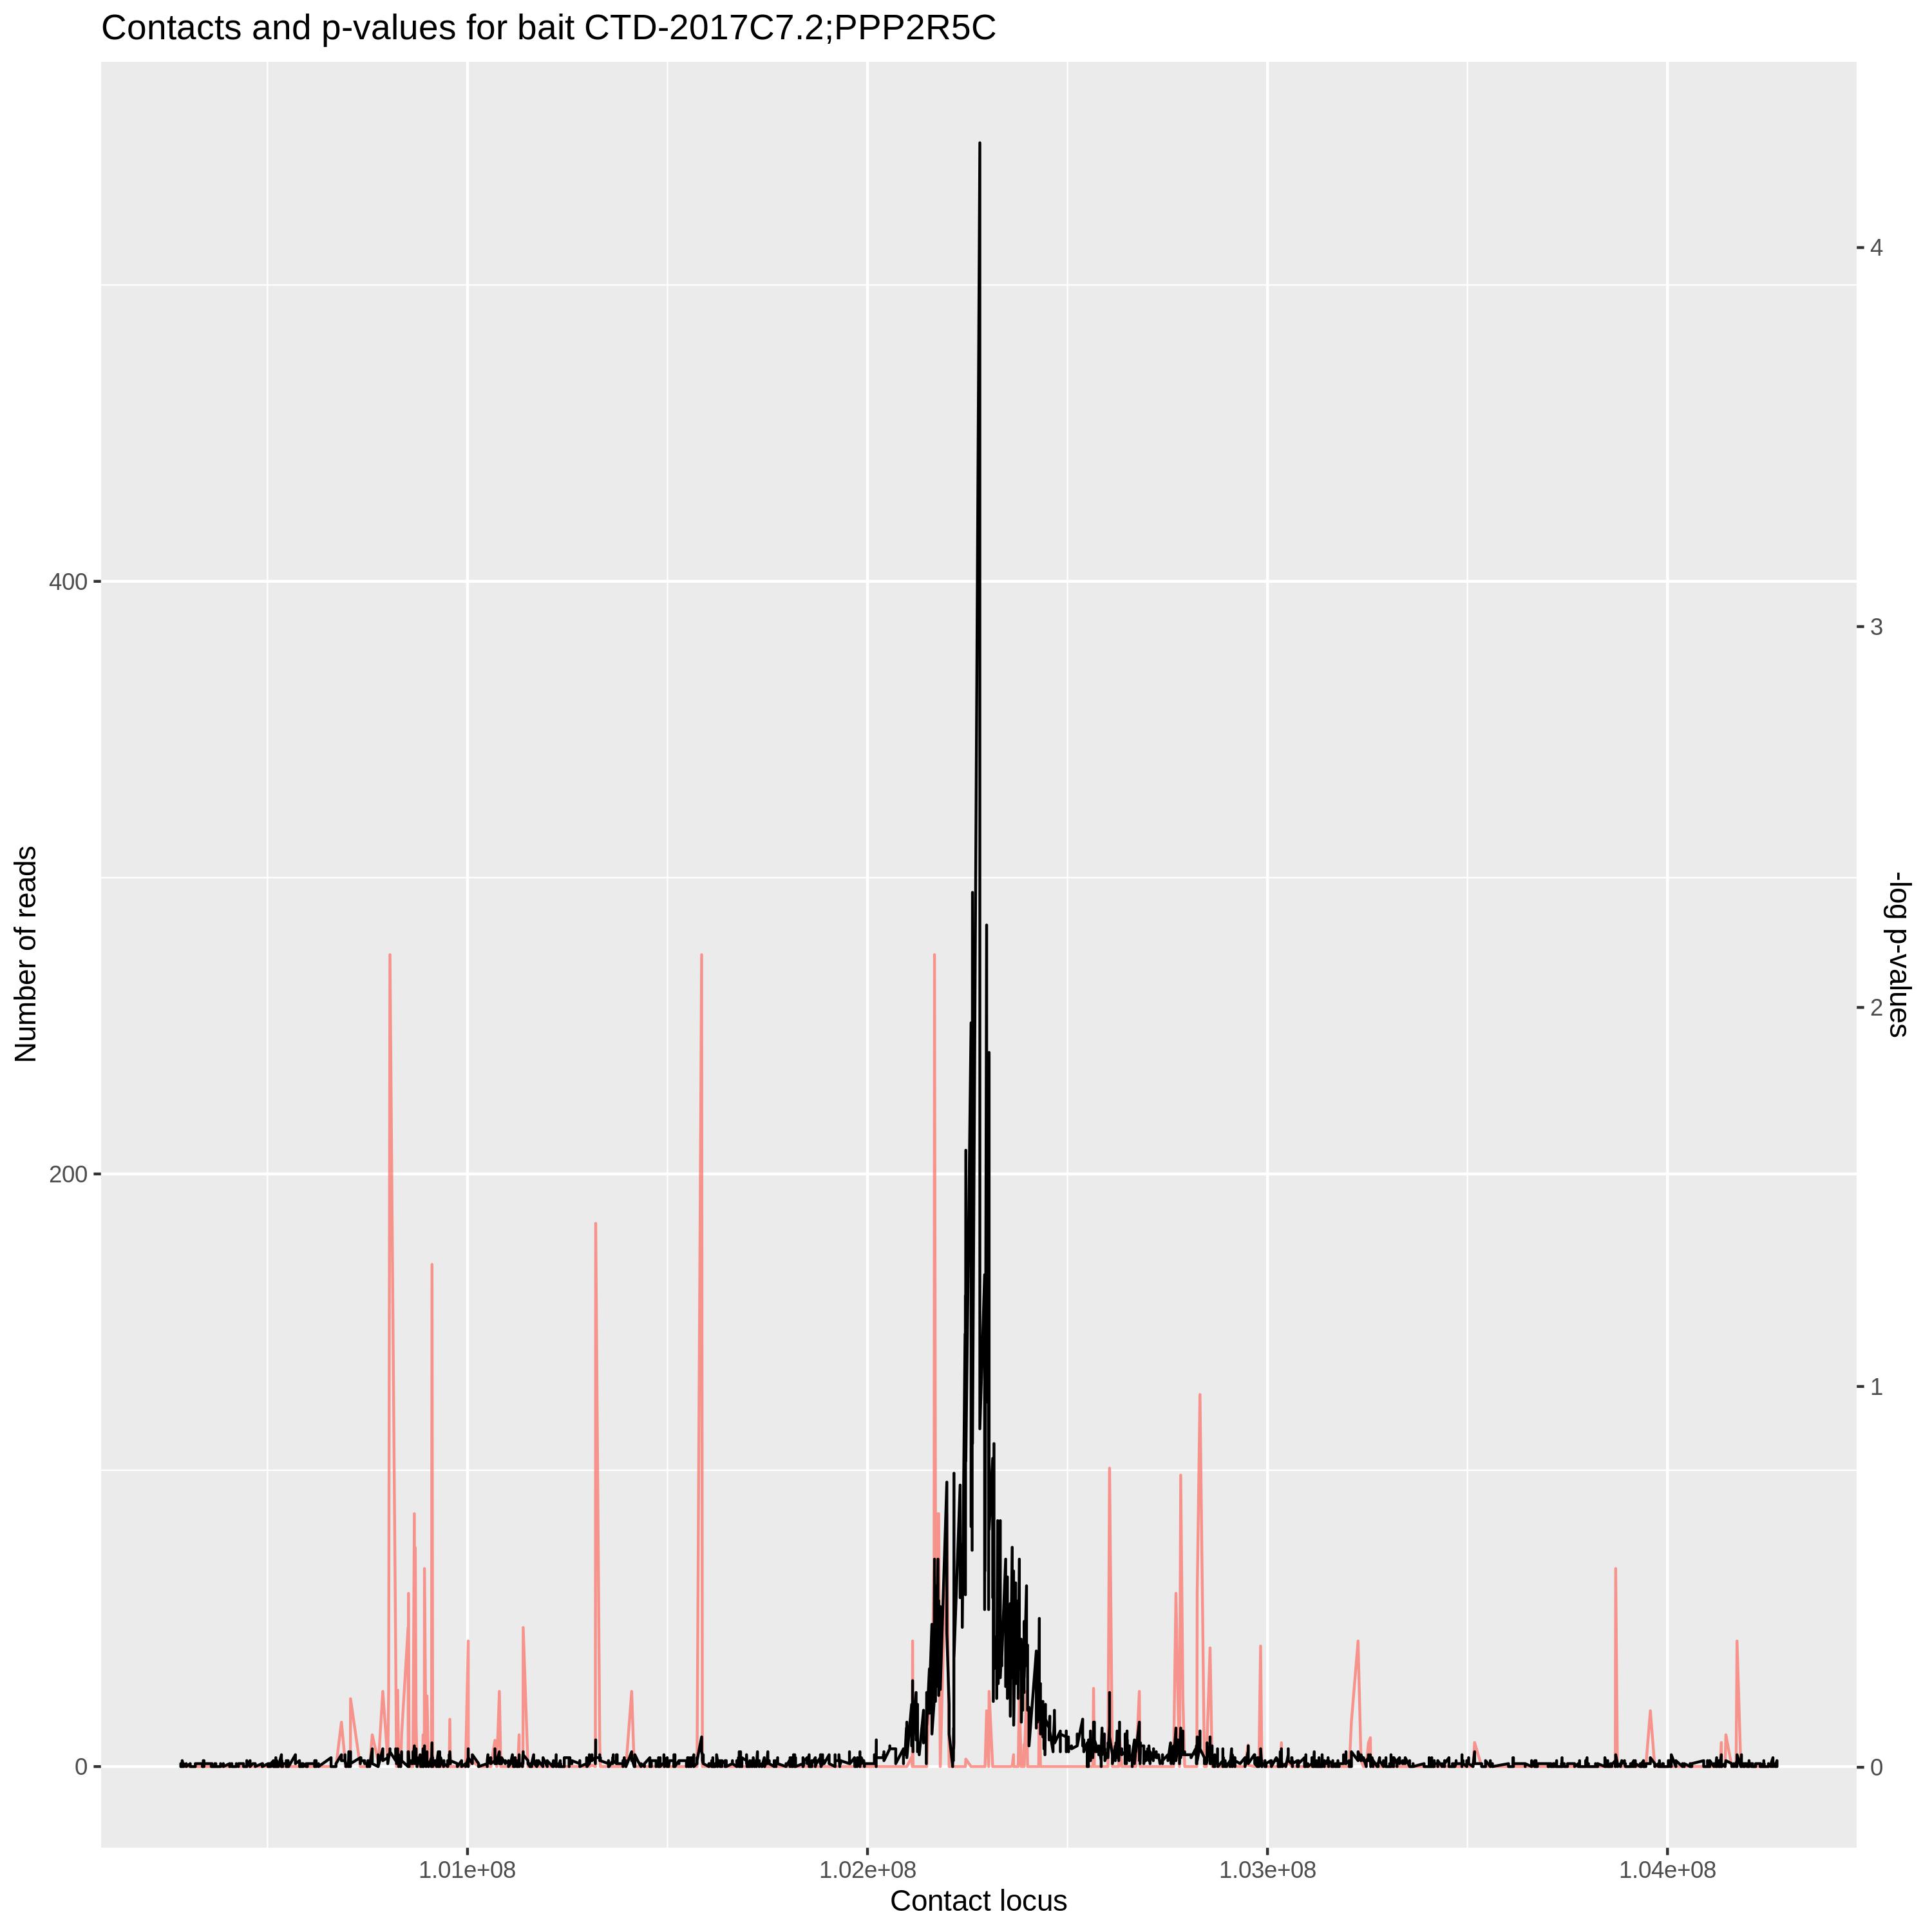 Contacts and p-values for bait CTD-2017C7.2;PPP2R5C
Number of reads
400
200
0
4
3
2
1
0
-log p-values
1.01e+08
1.02e+08
1.03e+08
1.04e+08
Contact locus